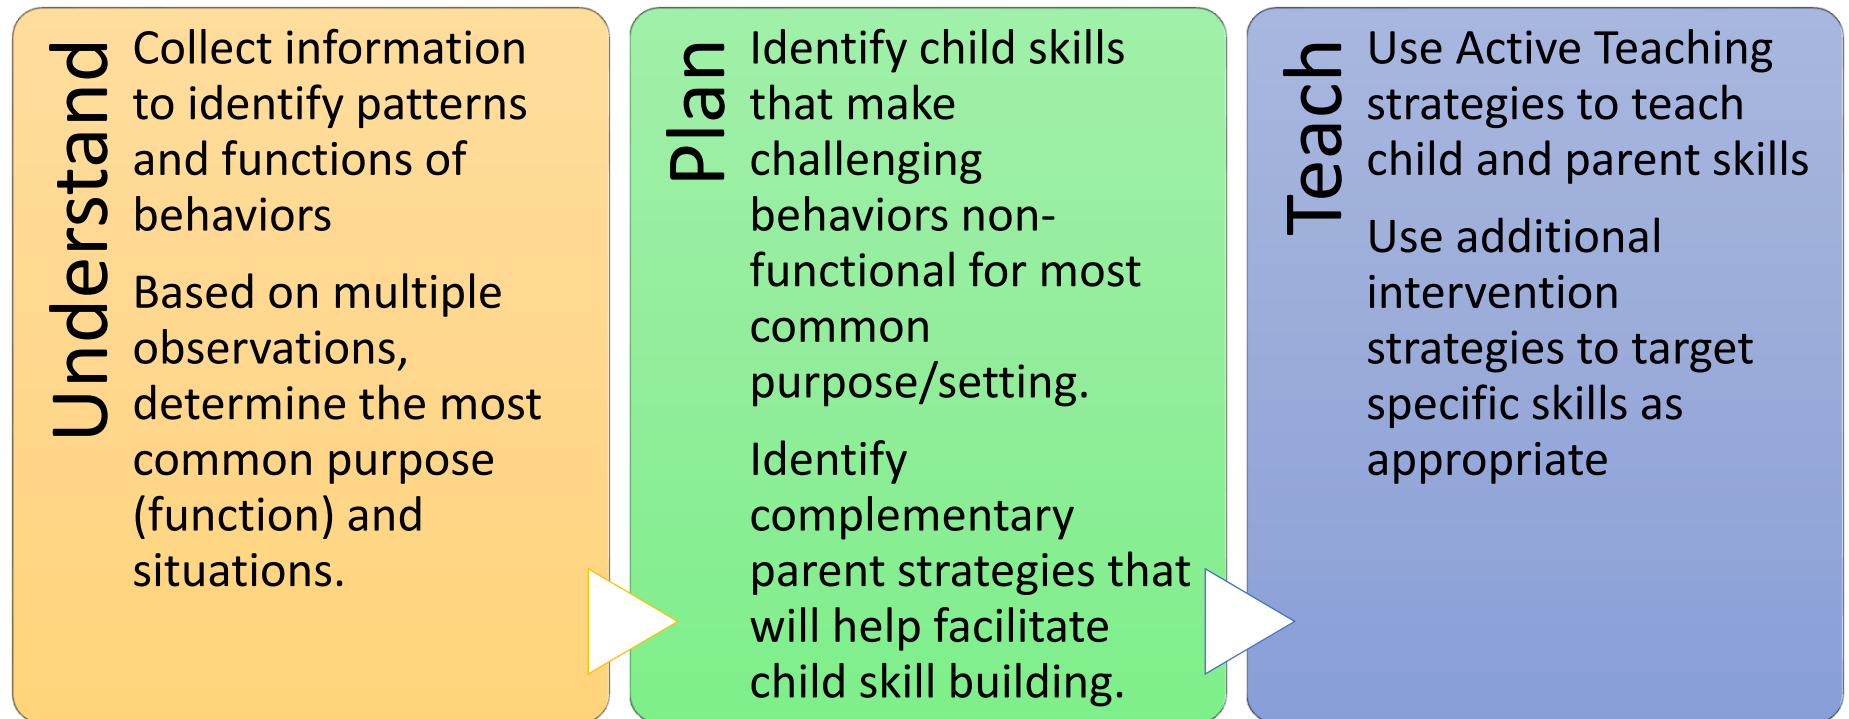 Understand
Collect information
to identify patterns
and functions of
behaviors
Based on multiple
observations,
determine the most
common purpose
(function) and
situations.
Plan
Identify child skills
that make
challenging
behaviors non-
functional for most
common
purpose/setting.
Identify
complementary
parent strategies that
will help facilitate
child skill building.
Teach
Use Active Teaching
strategies to teach
child and parent skills
Use additional
intervention
strategies to target
specific skills as
appropriate